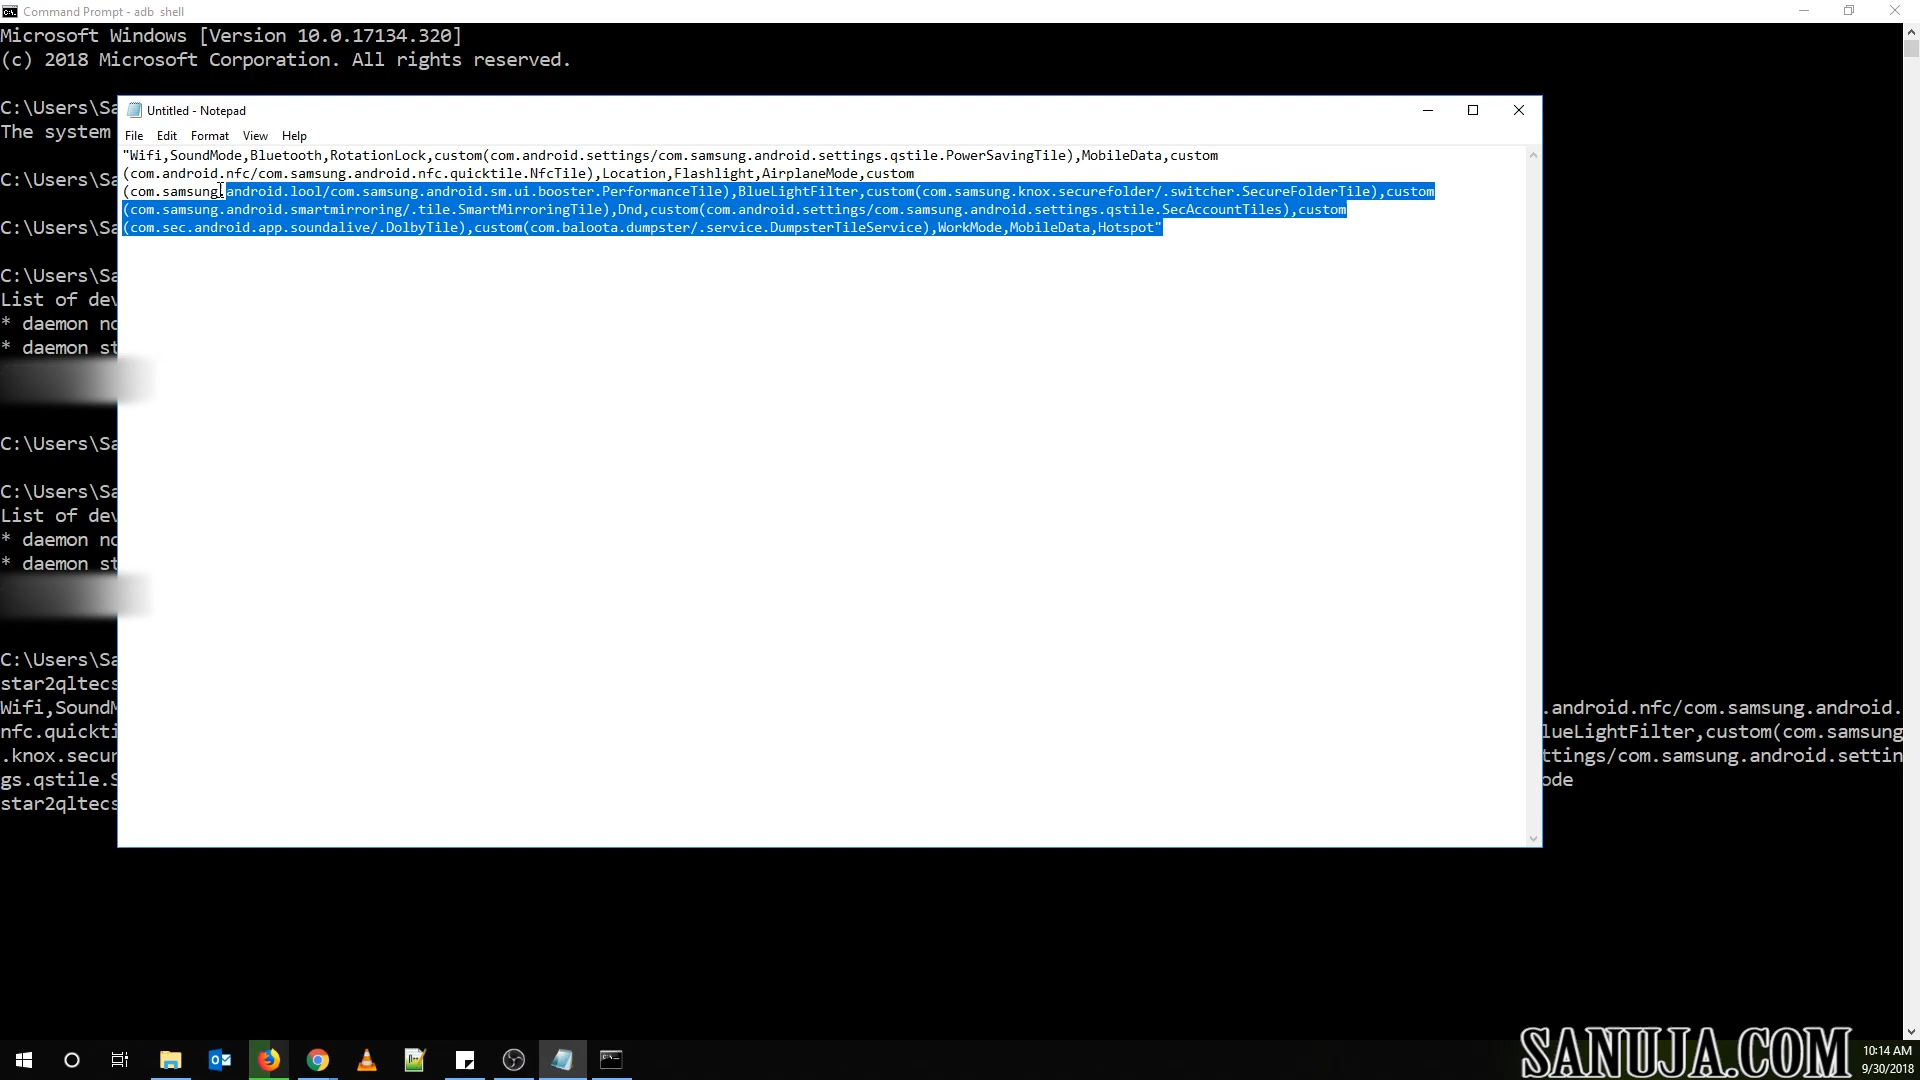 Command Prompt - adb  shell
Microsoft Windows [Version 10.0.17134.320]
(c) 2018 Microsoft Corporation. All rights reserved.
C:\Users\Sa
The system
C:\Users\Sa
C:\Users\Sa
C:\Users\Sa
List of dev
* daemon no
* daemon st
C:\Users\Sa
C:\Users\Sa
List of dev
* daemon no
* daemon st
C:\Users\Sa
star2qltecs
Wifi,SoundM
nfc.quickti
.knox.secur
gs.qstile.S
star2qltecs
Untitled - Notepad
File Edit Format View Help
"Wifi,SoundMode,Bluetooth,RotationLock,custom(com.android.settings/com.samsung.android.settings.qstile.PowerSavingTile),MobileData,custom
(com.android.nfc/com.samsung.android.nfc.quicktile.NfcTile),Location,Flashlight,AirplaneMode,custom
(com.samsung.android.lool/com.samsung.android.sm.ui.booster.PerformanceTile),BlueLightFilter,custom(com.samsung.knox.securefolder/.switcher.SecureFolderTile),custom
(com.samsung.android.smartmirroring/.tile.SmartMirroringTile),Dnd,custom(com.android.settings/com.samsung.android.settings.qstile.SecAccountTiles),custom
(com.sec.android.app.soundalive/.DolbyTile),custom(com.baloota.dumpster/.service.DumpsterTileService),WorkMode,MobileData,Hotspot"
.android.nfc/com.samsung.android.
lueLightFilter,custom(com.samsung
ttings/com.samsung.android.settin
ode
SANUJA.COM
10:14 AM
9/30/2018